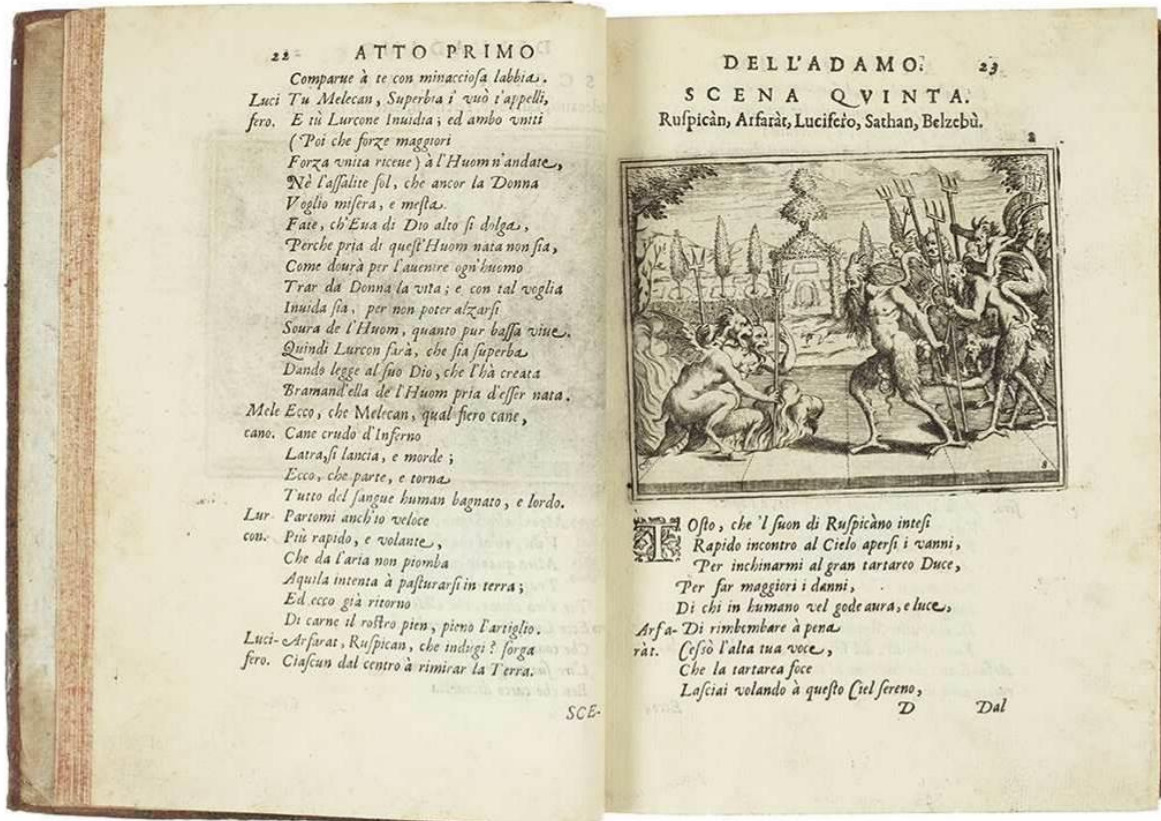 22 ATTO PRIMO
Comparue à te con minacciosa labbia.
Luci Tu Melecan, Superbia i' vuò t'appelli,
fero. E tù Lurcone Inuidia; ed ambo vniti
(Poi che forze maggiori
Forza vnita riceue) à l'Huom n'andate,
Nè l'assalite sol, che ancor la Donna
Voglio misera, e mesta.
Fate, ch'Eua di Dio alto si dolga,
Perche pria di quest'Huom nata non sia,
Come dourà per l'auenire ogn'huomo
Trar da Donna la vita; e con tal voglia
Inuida sia, per non poter alzarsi
Soura de l'Huom, quanto pur bassa viue.
Quindi Lurcon farà, che sia superba
Dando legge al suo Dio, che l'hà creata
Bramand'ella de l'Huom pria d'esser nata.
Mele Ecco, che Melecan, qual fiero cane,
cano. Cane crudo d'Inferno
Latra, si lancia, e morde;
Ecco, che parte, e torna
Tutto del sangue human bagnato, e lordo.
Lur- Partomi anch'io veloce
con. Più rapido, e volante,
Che da l'aria non piomba
Aquila intenta à pasturarsi in terra;
Ed ecco già ritorno
Di carne il rostro pien, pieno l'artiglio.
Luci- Arfarat, Ruspican, che indugi? sorga
fero. Ciascun dal centro à rimirar la Terra.
SCE-
DELL'ADAMO. 23
SCENA QVINTA.
Ruspicàn, Arfaràt, Lucifero, Sathan, Belzebù.
8
TOsto, che 'l suon di Ruspicàno intesi
Rapido incontro al Cielo apersi i vanni,
Per inchinarmi al gran tartareo Duce,
Per far maggiori i danni,
Di chi in humano vel gode aura, e luce,
Arfa- Di rimbembare à pena
ràt. Cessò l'alta tua voce,
Che la tartarea foce
Lasciai volando à questo Ciel sereno,
D Dal